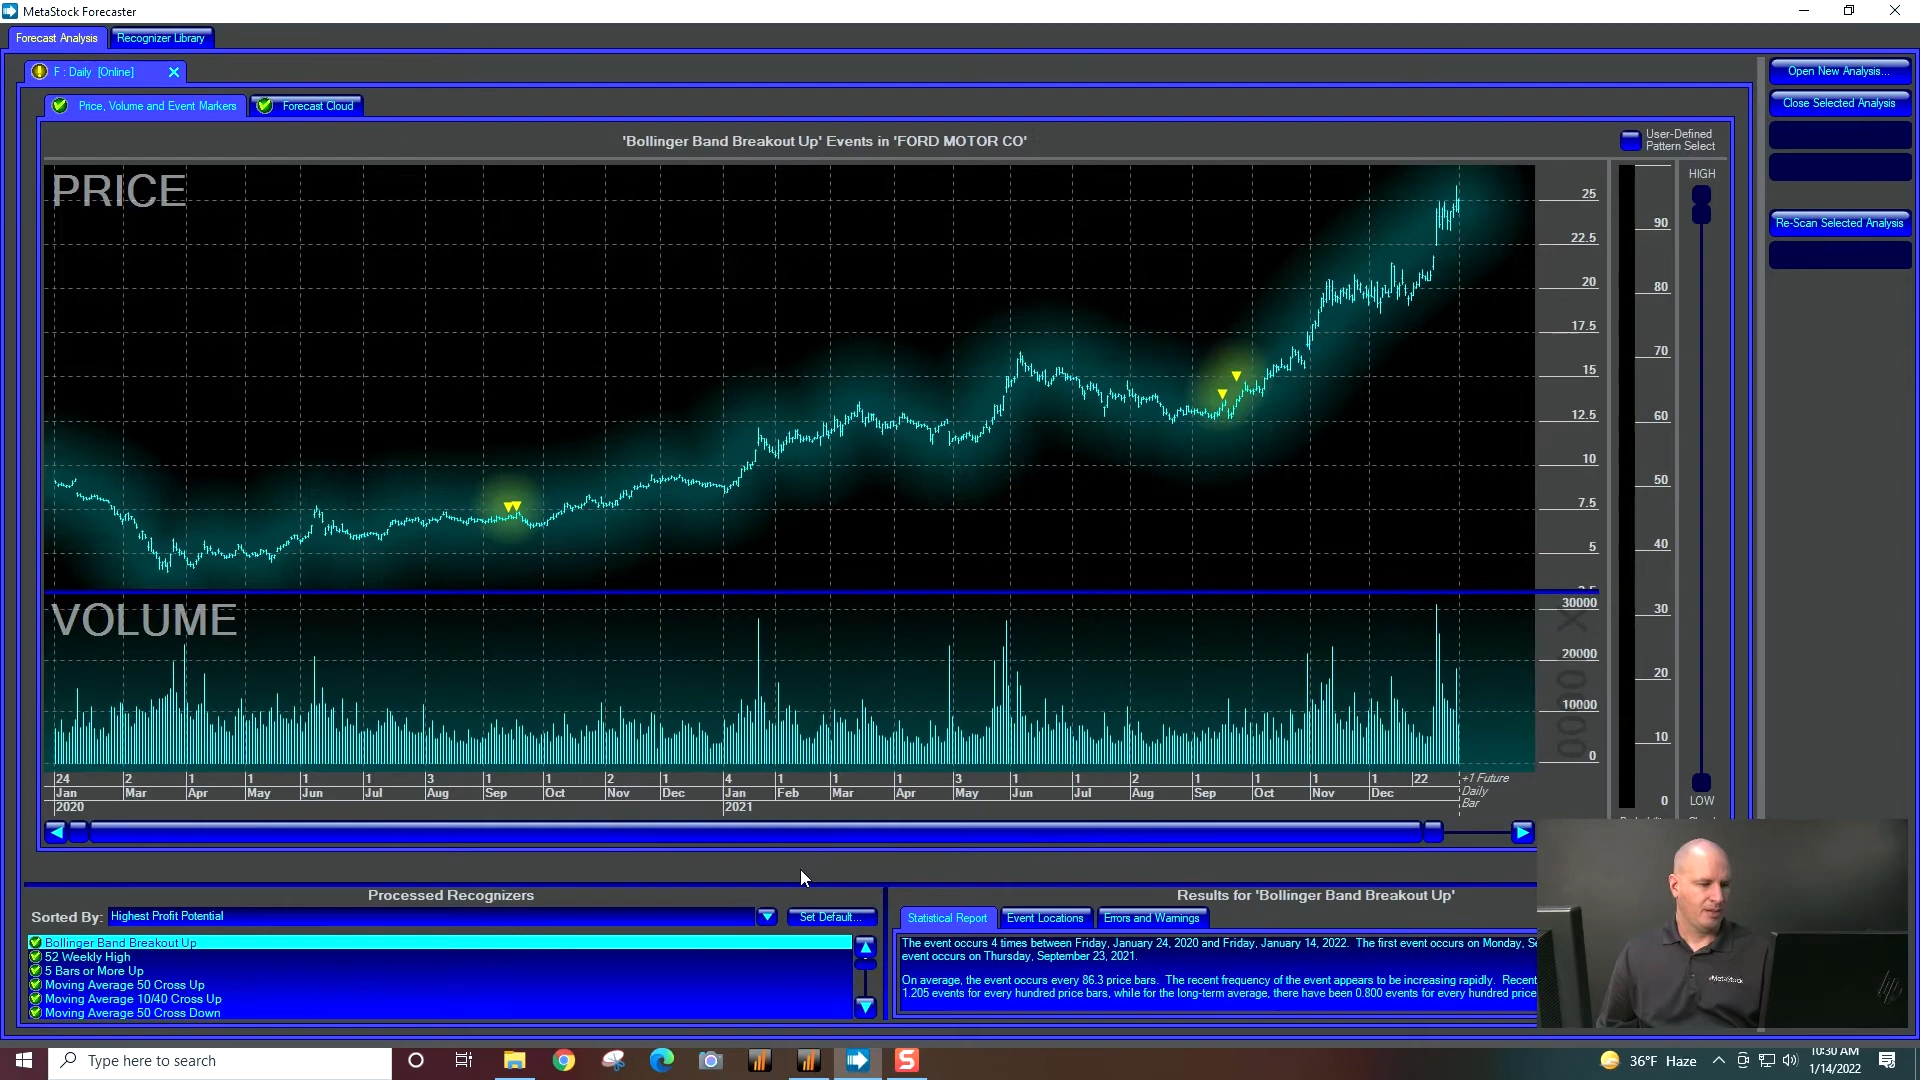 MetaStock Forecaster
Forecast Analysis
Recognizer Library
F : Daily [Online]
Open New Analysis...
Price, Volume and Event Markers
Forecast Cloud
Close Selected Analysis
'Bollinger Band Breakout Up' Events in 'FORD MOTOR CO'
User-Defined
Pattern Select
PRICE
HIGH
25
90
Re-Scan Selected Analysis
22.5
20
80
17.5
70
15
12.5
60
10
50
7.5
5
40
VOLUME
30000
30
20000
20
10000
X 1000
10
0
0
LOW
24 2 1 1 1 1 3 1 1 2 1 4 1 1 1 3 1 1 2 1 1 1 1 22
Jan Mar Apr May Jun Jul Aug Sep Oct Nov Dec Jan Feb Mar Apr May Jun Jul Aug Sep Oct Nov Dec
2020 2021
+1 Future
Daily
Bar
Processed Recognizers
Results for 'Bollinger Band Breakout Up'
Sorted By: Highest Profit Potential
Set Default...
Statistical Report
Event Locations
Errors and Warnings
Bollinger Band Breakout Up
52 Weekly High
5 Bars or More Up
Moving Average 50 Cross Up
Moving Average 10/40 Cross Up
Moving Average 50 Cross Down
The event occurs 4 times between Friday, January 24, 2020 and Friday, January 14, 2022. The first event occurs on Monday,
event occurs on Thursday, September 23, 2021.
On average, the event occurs every 86.3 price bars. The recent frequency of the event appears to be increasing rapidly.
1.205 events for every hundred price bars, while for the long-term average, there have been 0.800 events for every hundred price
MetaStock
hp
Type here to search
36°F Haze
10:30 AM
1/14/2022